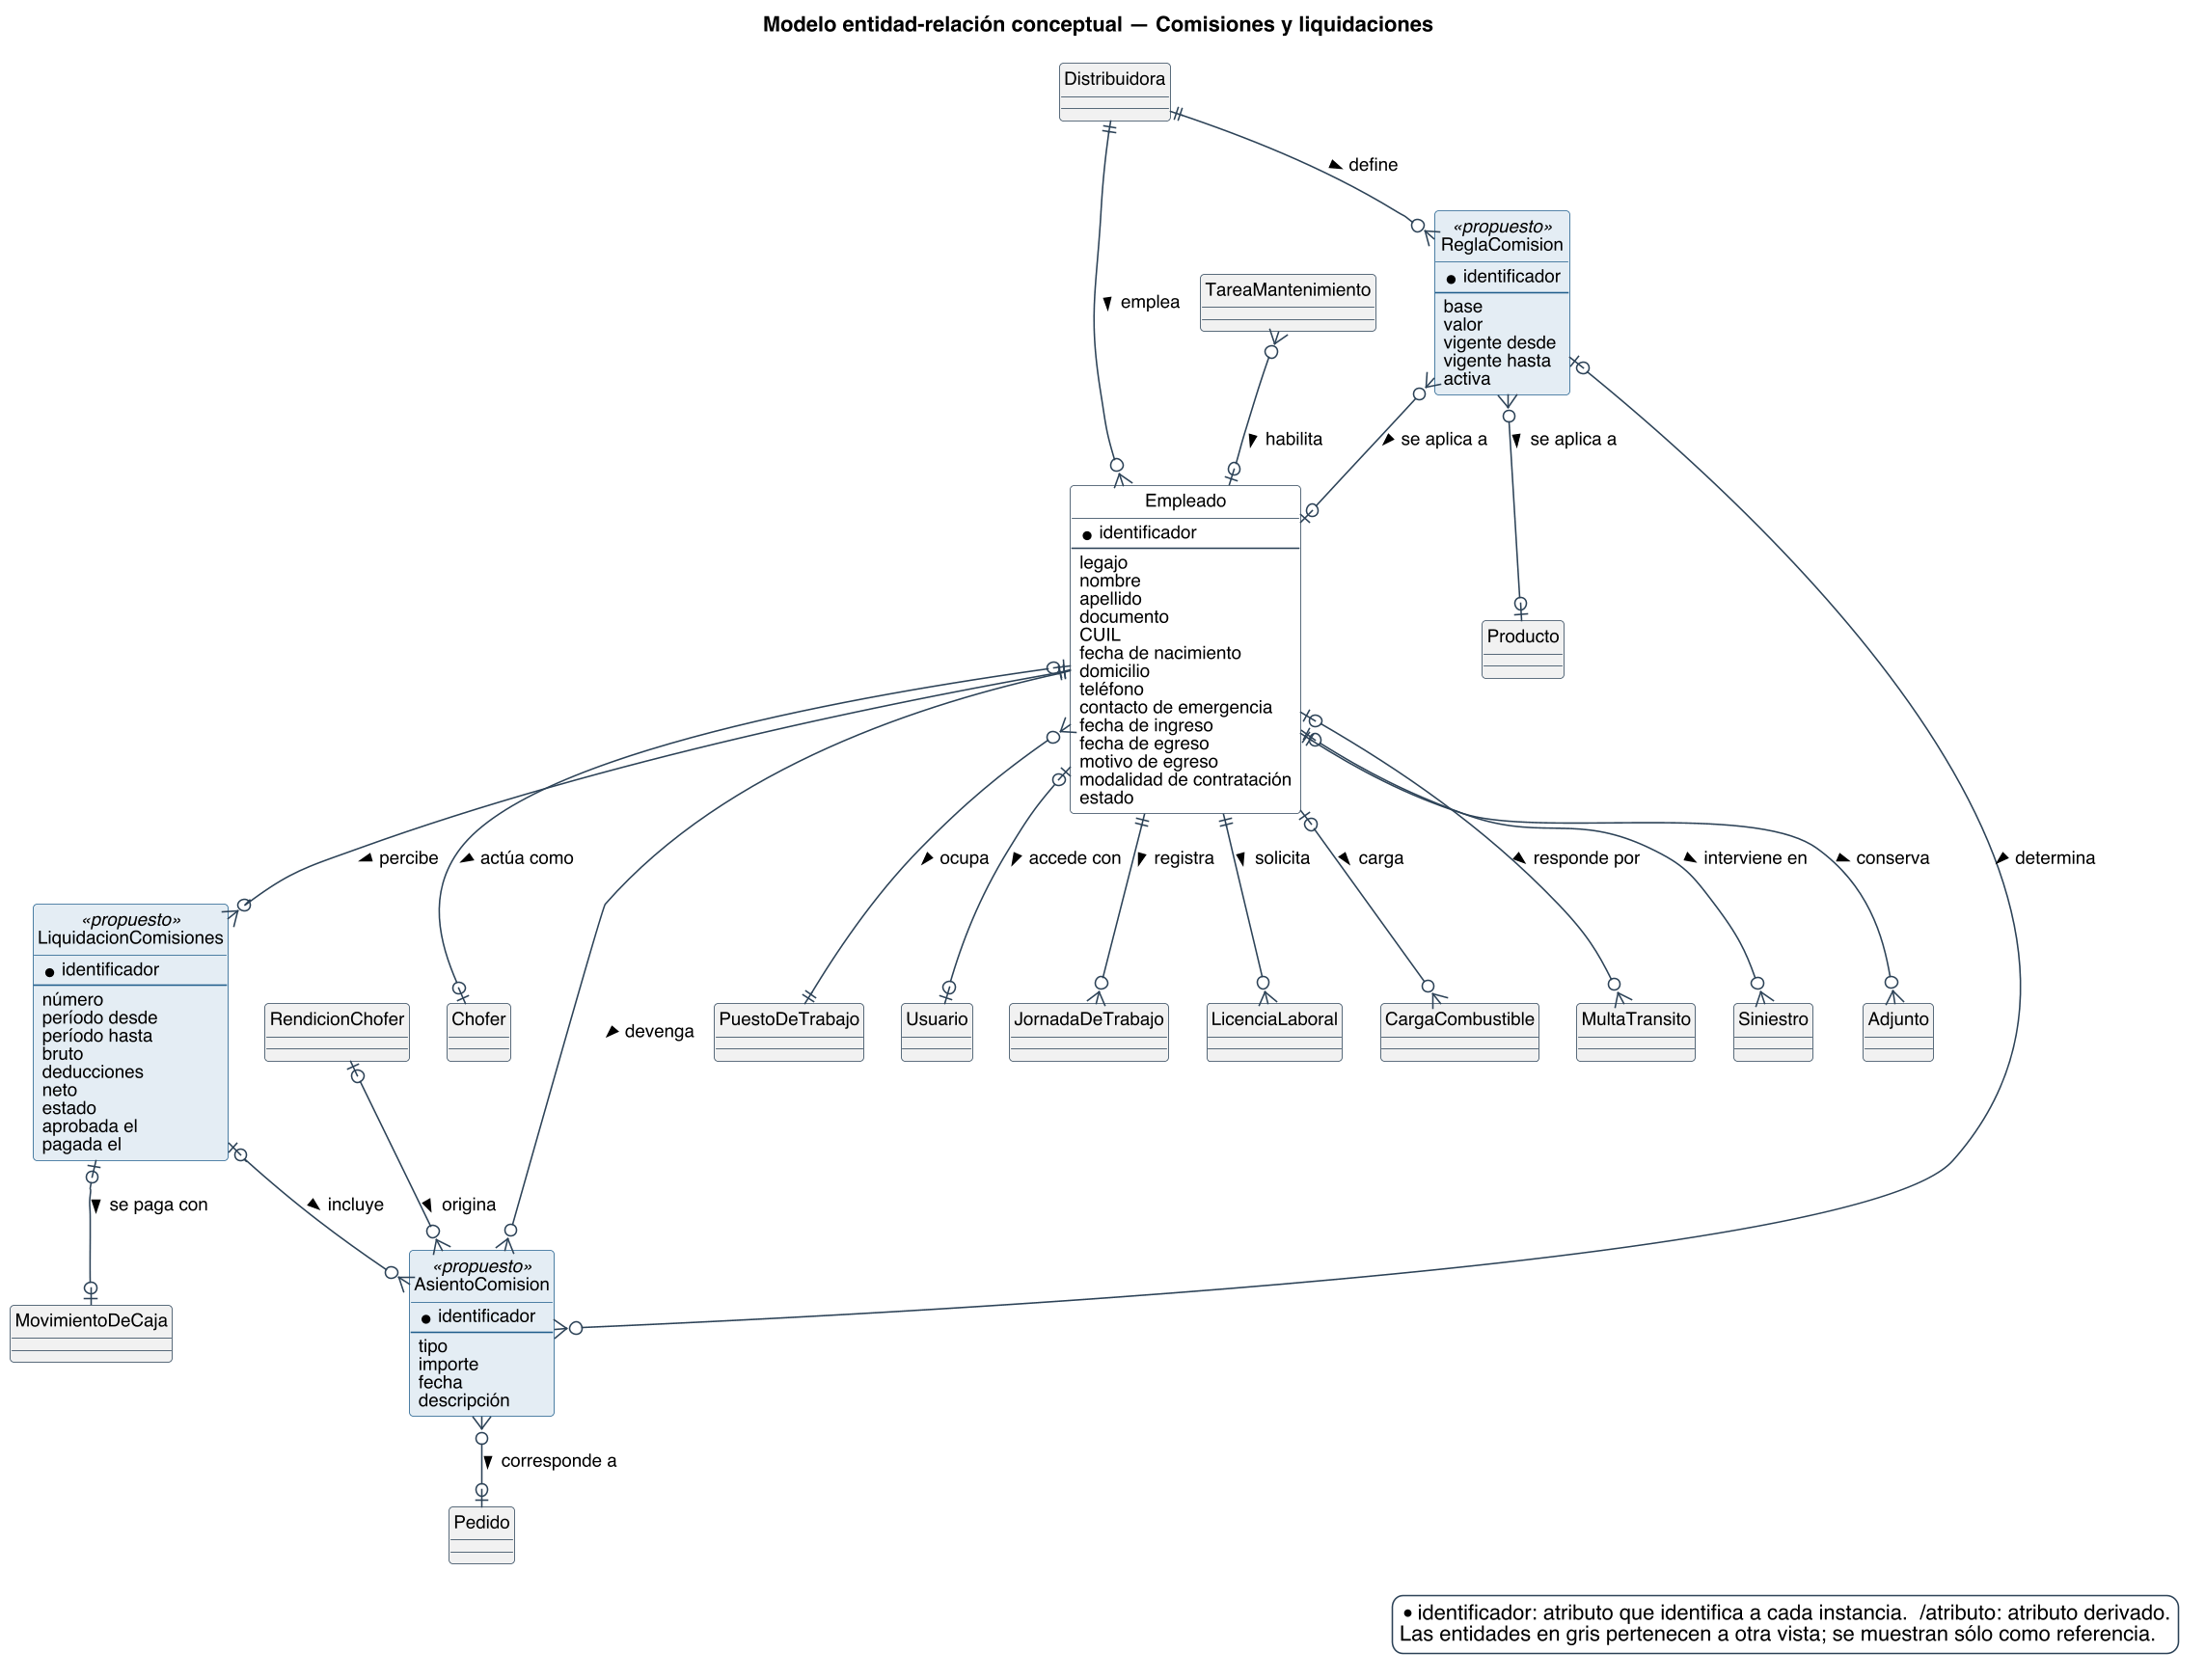 Modelo entidad-relación conceptual — Comisiones y liquidaciones
Distribuidora
define
«propuesto»
ReglaComision
identificador
base
valor
vigente desde
vigente hasta
activa
TareaMantenimiento
emplea
habilita
se aplica a
se aplica a
Empleado
identificador
legajo
nombre
apellido
documento
CUIL
fecha de nacimiento
domicilio
teléfono
contacto de emergencia
fecha de ingreso
fecha de egreso
motivo de egreso
modalidad de contratación
estado
Producto
percibe
actúa como
ocupa
accede con
registra
solicita
carga
responde por
interviene en
conserva
determina
«propuesto»
LiquidacionComisiones
identificador
número
período desde
período hasta
bruto
deducciones
neto
estado
aprobada el
pagada el
RendicionChofer
Chofer
devenga
PuestoDeTrabajo
Usuario
JornadaDeTrabajo
LicenciaLaboral
CargaCombustible
MultaTransito
Siniestro
Adjunto
se paga con
incluye
origina
MovimientoDeCaja
«propuesto»
AsientoComision
identificador
tipo
importe
fecha
descripción
corresponde a
Pedido
• identificador: atributo que identifica a cada instancia. /atributo: atributo derivado.
Las entidades en gris pertenecen a otra vista; se muestran sólo como referencia.